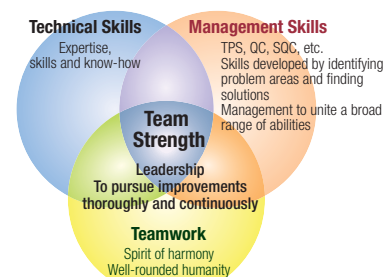 Technical Skills
Expertise,
skills and know-how
Management Skills
TPS, QC, SQC, etc.
Skills developed by identifying
problem areas and finding
solutions
Management to unite a broad
range of abilities
Team
Strength
Leadership
To pursue improvements
thoroughly and continuously
Teamwork
Spirit of harmony
Well-rounded humanity